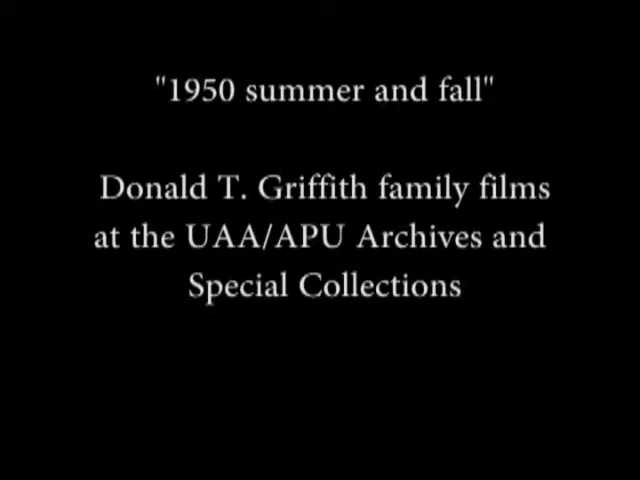 "1950 summer and fall"
Donald T. Griffith family films
at the UAA/APU Archives and
Special Collections